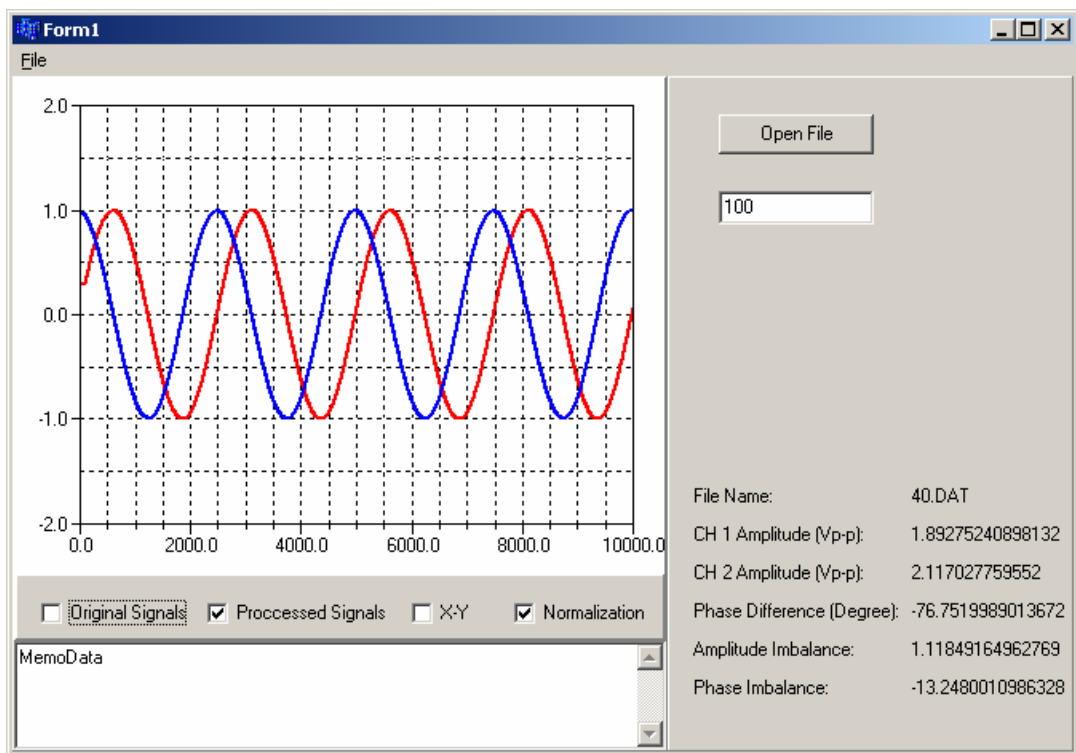 Form1
File
Open File
100
2.0
1.0
0.0
-1.0
-2.0
0.0 2000.0 4000.0 6000.0 8000.0 10000.0
Original Signals Proccessed Signals X-Y Normalization
MemoData
File Name: 40.DAT
CH 1 Amplitude (Vp-p): 1.89275240898132
CH 2 Amplitude (Vp-p): 2.117027759552
Phase Difference (Degree): -76.7519989013672
Amplitude Imbalance: 1.11849164962769
Phase Imbalance: -13.2480010986328